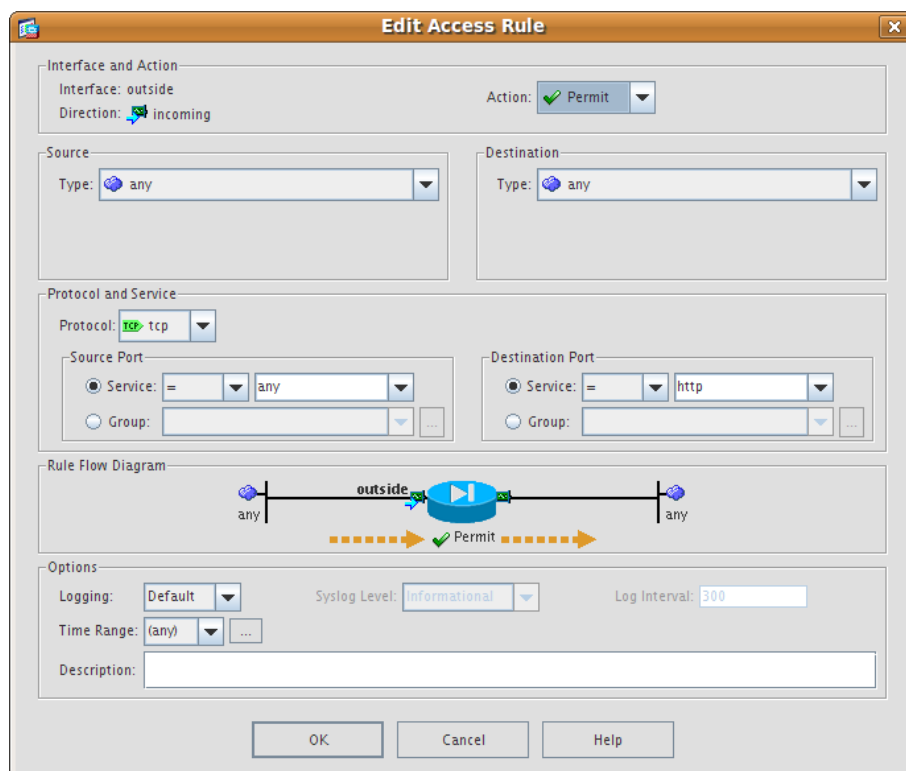 Edit Access Rule
Interface and Action
Interface: outside
Action: Permit
Direction: incoming
Source
Type: any
Destination
Type: any
Protocol and Service
Protocol: TCP tcp
Source Port
Service: = any
Group: ...
Destination Port
Service: = http
Group: ...
Rule Flow Diagram
outside
any
any
Permit
Options
Logging: Default
Syslog Level: Informational
Log Interval: 300
Time Range: (any) ...
Description:
OK
Cancel
Help